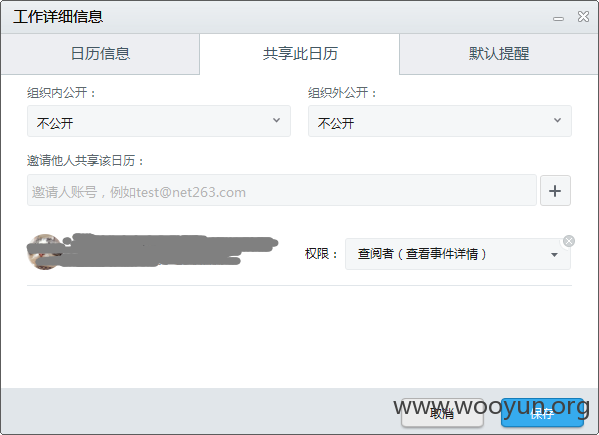 工作详细信息
日历信息 共享此日历 默认提醒
组织内公开： 组织外公开：
不公开 不公开
邀请他人共享该日历：
邀请人账号，例如test@net263.com
权限： 查阅者（查看事件详情）
取消 保存
www.wooyun.org